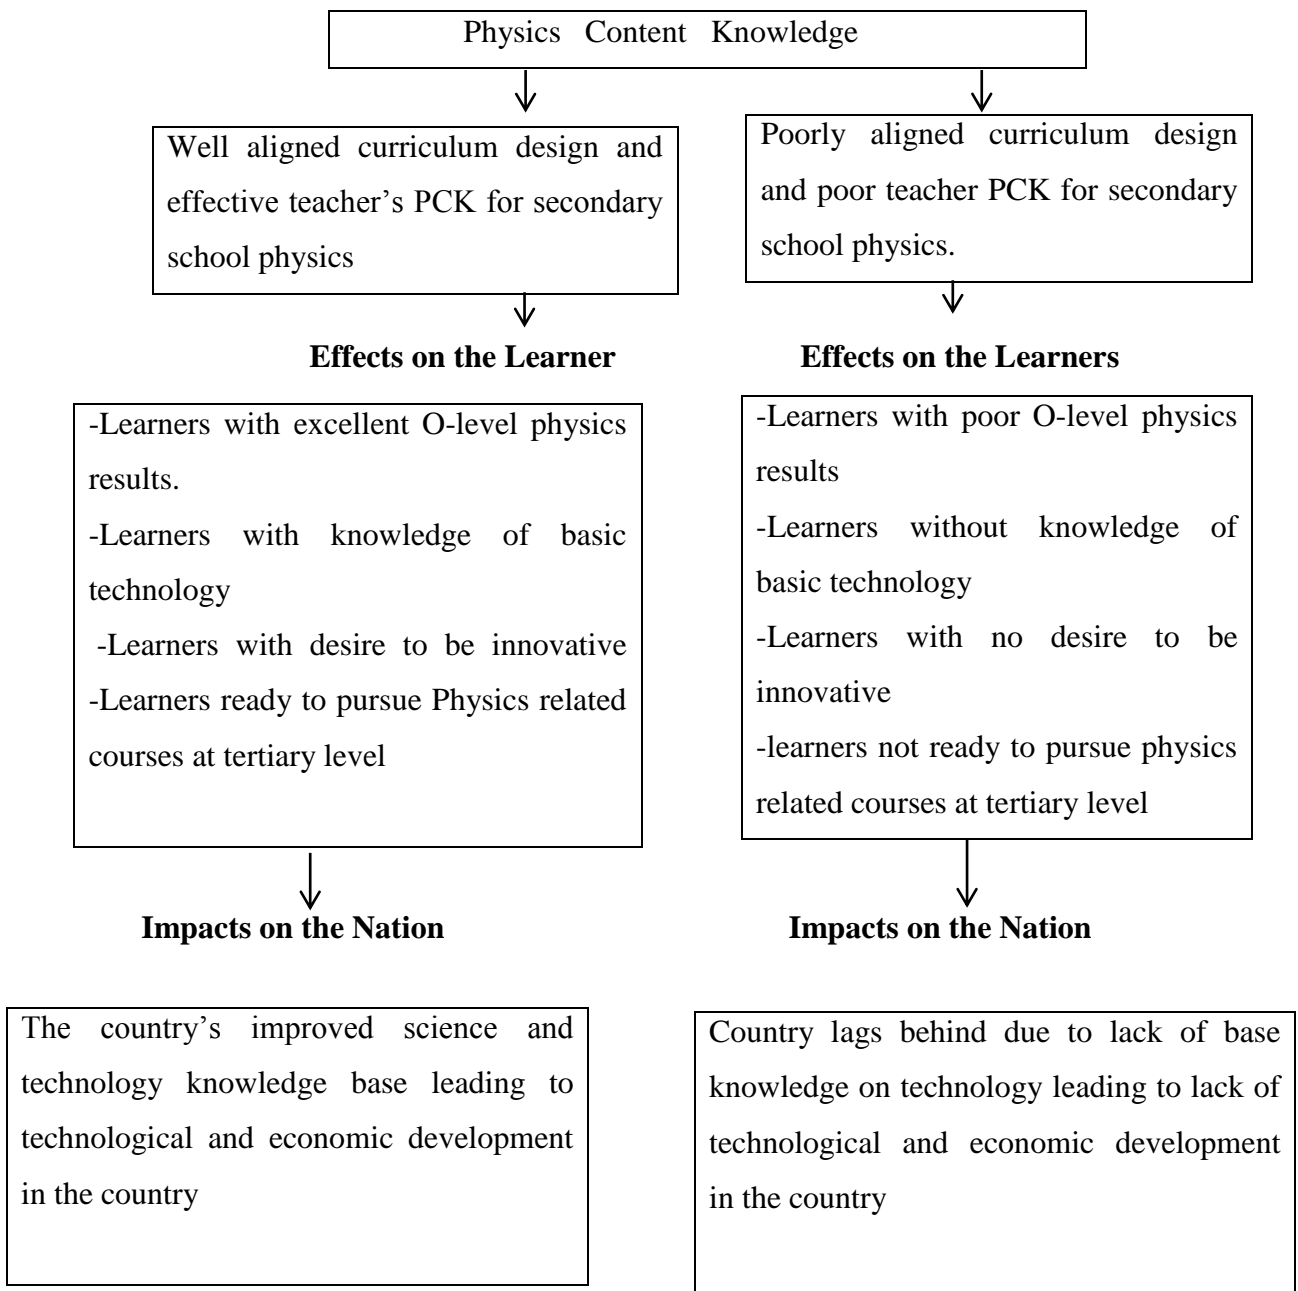 Physics Content Knowledge
Well aligned curriculum design and
effective teacher’s PCK for secondary
school physics
Poorly aligned curriculum design
and poor teacher PCK for secondary
school physics.
Effects on the Learner
Effects on the Learners
-Learners with excellent O-level physics
results.
-Learners with knowledge of basic
technology
-Learners with desire to be innovative
-Learners ready to pursue Physics related
courses at tertiary level
-Learners with poor O-level physics
results
-Learners without knowledge of
basic technology
-Learners with no desire to be
innovative
-learners not ready to pursue physics
related courses at tertiary level
Impacts on the Nation
Impacts on the Nation
The country’s improved science and
technology knowledge base leading to
technological and economic development
in the country
Country lags behind due to lack of base
knowledge on technology leading to lack of
technological and economic development
in the country